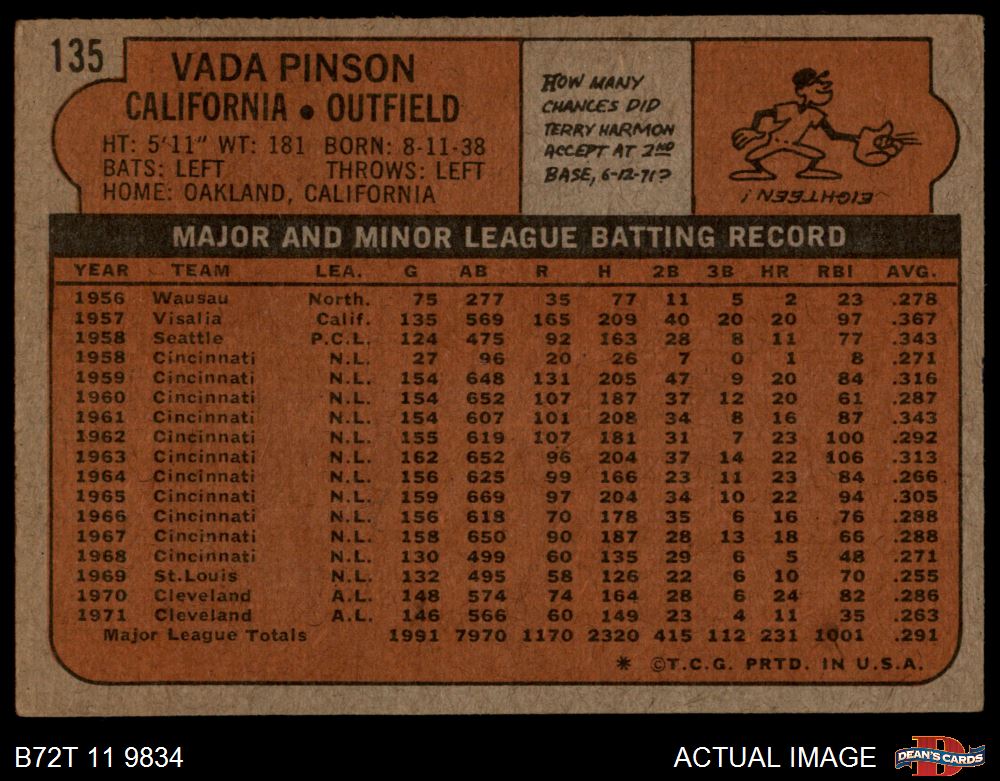 135
VADA PINSON
CALIFORNIA • OUTFIELD
HT: 5'11" WT: 181 BORN: 8-11-38
BATS: LEFT THROWS: LEFT
HOME: OAKLAND, CALIFORNIA
HOW MANY
CHANCES DID
TERRY HARMON
ACCEPT AT 2ND
BASE, 6-12-71?
EIGHTEEN!
MAJOR AND MINOR LEAGUE BATTING RECORD
YEAR TEAM LEA. G AB R H 2B 3B HR RBI AVG.
1956 Wausau North. 75 277 35 77 11 5 2 23 .278
1957 Visalia Calif. 135 569 165 209 40 20 20 97 .367
1958 Seattle P.C.L. 124 475 92 163 28 8 11 77 .343
1958 Cincinnati N.L. 27 96 20 26 7 0 1 8 .271
1959 Cincinnati N.L. 154 648 131 205 47 9 20 84 .316
1960 Cincinnati N.L. 154 652 107 187 37 12 20 61 .287
1961 Cincinnati N.L. 154 607 101 208 34 8 16 87 .343
1962 Cincinnati N.L. 155 619 107 181 31 7 23 100 .292
1963 Cincinnati N.L. 162 652 96 204 37 14 22 106 .313
1964 Cincinnati N.L. 156 625 99 166 23 11 23 84 .266
1965 Cincinnati N.L. 159 669 97 204 34 10 22 94 .305
1966 Cincinnati N.L. 156 618 70 178 35 6 16 76 .288
1967 Cincinnati N.L. 158 650 90 187 28 13 18 66 .288
1968 Cincinnati N.L. 130 499 60 135 29 6 5 48 .271
1969 St.Louis N.L. 132 495 58 126 22 6 10 70 .255
1970 Cleveland A.L. 148 574 74 164 28 6 24 82 .286
1971 Cleveland A.L. 146 566 60 149 23 4 11 35 .263
Major League Totals 1991 7970 1170 2320 415 112 231 1001 .291
* ©T.C.G. PRTD. IN U.S.A.
B72T 11 9834 ACTUAL IMAGE
DEAN'S CARDS